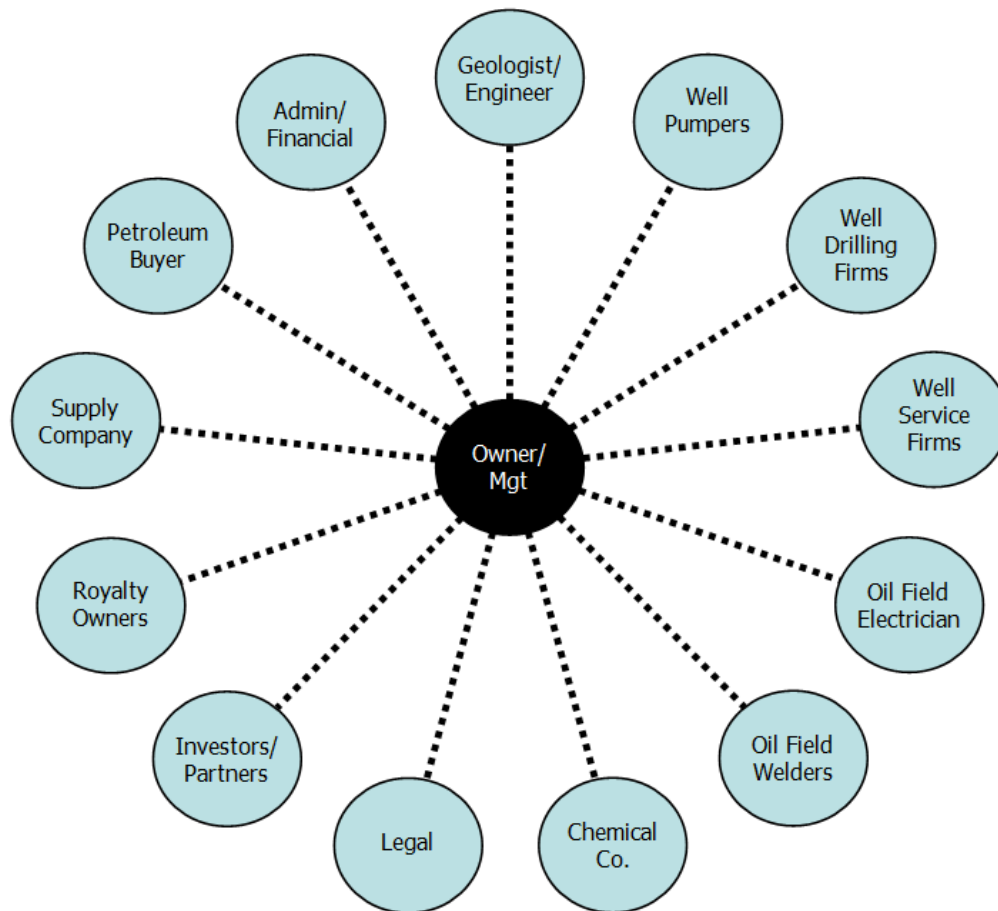 Geologist/
Engineer
Well
Pumpers
Well
Drilling
Firms
Well
Service
Firms
Oil Field
Electrician
Oil Field
Welders
Chemical
Co.
Legal
Investors/
Partners
Royalty
Owners
Supply
Company
Petroleum
Buyer
Admin/
Financial
Owner/
Mgt